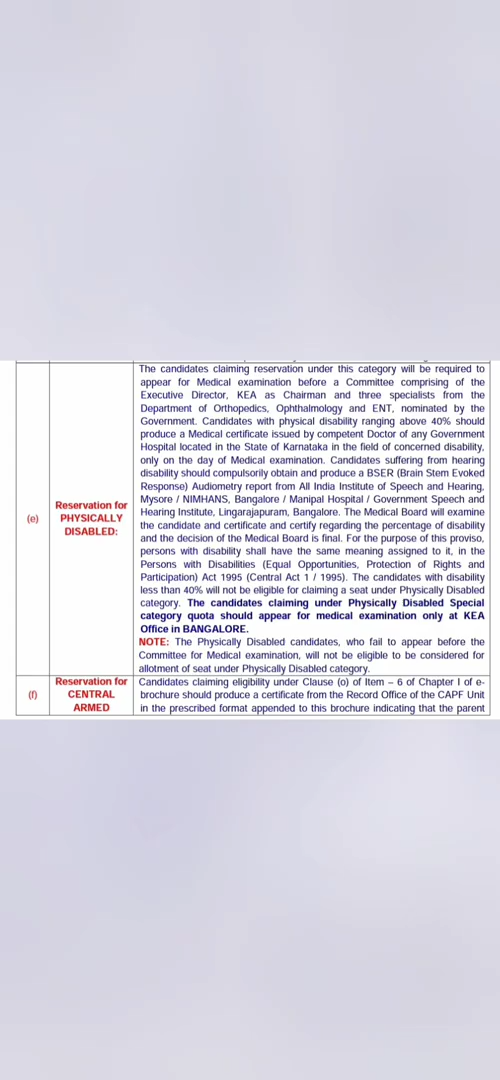 (e)
Reservation for
PHYSICALLY
DISABLED:
The candidates claiming reservation under this category will be required to
appear for Medical examination before a Committee comprising of the
Executive Director, KEA as Chairman and three specialists from the
Department of Orthopedics, Ophthalmology and ENT, nominated by the
Government. Candidates with physical disability ranging above 40% should
produce a Medical certificate issued by competent Doctor of any Government
Hospital located in the State of Karnataka in the field of concerned disability,
only on the day of Medical examination. Candidates suffering from hearing
disability should compulsorily obtain and produce a BSER (Brain Stem Evoked
Response) Audiometry report from All India Institute of Speech and Hearing,
Mysore / NIMHANS, Bangalore / Manipal Hospital / Government Speech and
Hearing Institute, Lingarajapuram, Bangalore. The Medical Board will examine
the candidate and certificate and certify regarding the percentage of disability
and the decision of the Medical Board is final. For the purpose of this proviso,
persons with disability shall have the same meaning assigned to it, in the
Persons with Disabilities (Equal Opportunities, Protection of Rights and
Participation) Act 1995 (Central Act 1 / 1995). The candidates with disability
less than 40% will not be eligible for claiming a seat under Physically Disabled
category. The candidates claiming under Physically Disabled Special
category quota should appear for medical examination only at KEA
Office in BANGALORE.
NOTE: The Physically Disabled candidates, who fail to appear before the
Committee for Medical examination, will not be eligible to be considered for
allotment of seat under Physically Disabled category.
(f)
Reservation for
CENTRAL
ARMED
Candidates claiming eligibility under Clause (o) of Item – 6 of Chapter I of e-
brochure should produce a certificate from the Record Office of the CAPF Unit
in the prescribed format appended to this brochure indicating that the parent